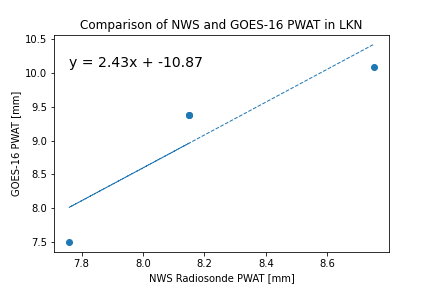 Comparison of NWS and GOES-16 PWAT in LKN
y = 2.43x + -10.87
GOES-16 PWAT [mm]
10.5
10.0
9.5
9.0
8.5
8.0
7.5
7.8 8.0 8.2 8.4 8.6
NWS Radiosonde PWAT [mm]